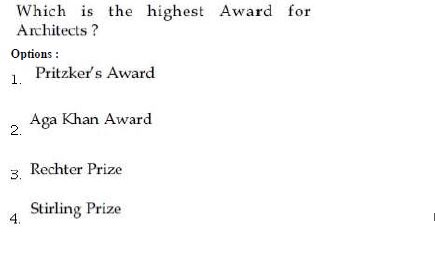 Which is the highest Award for
Architects ?
Options :
1. Pritzker's Award
2. Aga Khan Award
3. Rechter Prize
4. Stirling Prize